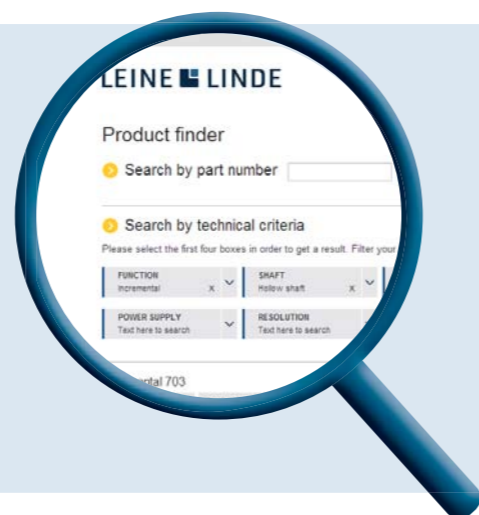 LEINE LINDE
Product finder
Search by part number
Search by technical criteria
Please select the first four boxes in order to get a result. Filter your
FUNCTION SHAFT
Incremental x Hollow shaft x
POWER SUPPLY RESOLUTION
Text here to search Text here to search
703